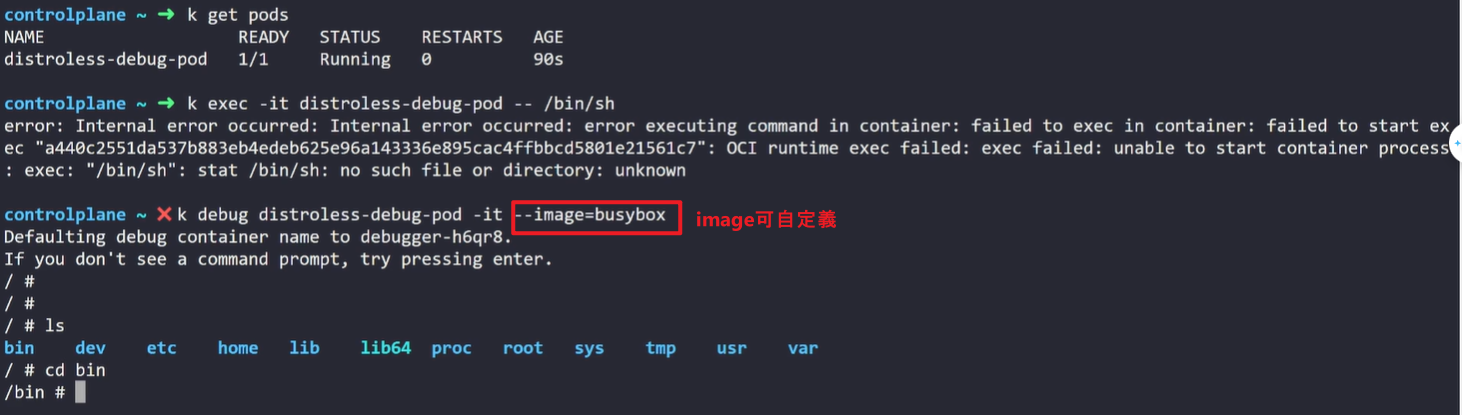 controlplane ~ ➜ k get pods
NAME READY STATUS RESTARTS AGE
distroless-debug-pod 1/1 Running 0 90s
controlplane ~ ➜ k exec -it distroless-debug-pod -- /bin/sh
error: Internal error occurred: Internal error occurred: error executing command in container: failed to exec in container: failed to start ex
ec "a440c2551da537b883eb4edeb625e96a143336e895cac4ffbbcd5801e21561c7": OCI runtime exec failed: exec failed: unable to start container process
: exec: "/bin/sh": stat /bin/sh: no such file or directory: unknown
controlplane ~ ✖ k debug distroless-debug-pod -it --image=busybox image可自定義
Defaulting debug container name to debugger-h6qr8.
If you don't see a command prompt, try pressing enter.
/ #
/ #
/ # ls
bin dev etc home lib lib64 proc root sys tmp usr var
/ # cd bin
/bin #